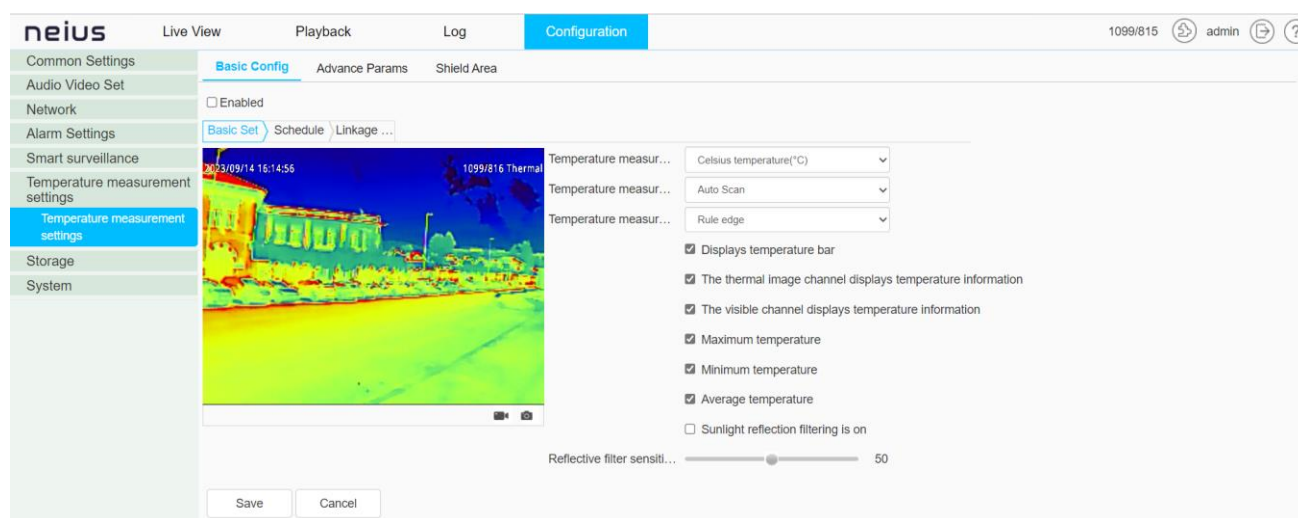 neius Live View Playback Log Configuration 1099/815 admin
Common Settings
Audio Video Set
Network
Alarm Settings
Smart surveillance
Temperature measurement
settings
Temperature measurement
settings
Storage
System
Basic Config Advance Params Shield Area
Enabled
Basic Set Schedule Linkage ...
2023/09/14 16:14:56 1099/816 Thermal
Temperature measur... Celsius temperature(°C)
Temperature measur... Auto Scan
Temperature measur... Rule edge
Displays temperature bar
The thermal image channel displays temperature information
The visible channel displays temperature information
Maximum temperature
Minimum temperature
Average temperature
Sunlight reflection filtering is on
Reflective filter sensiti... 50
Save Cancel